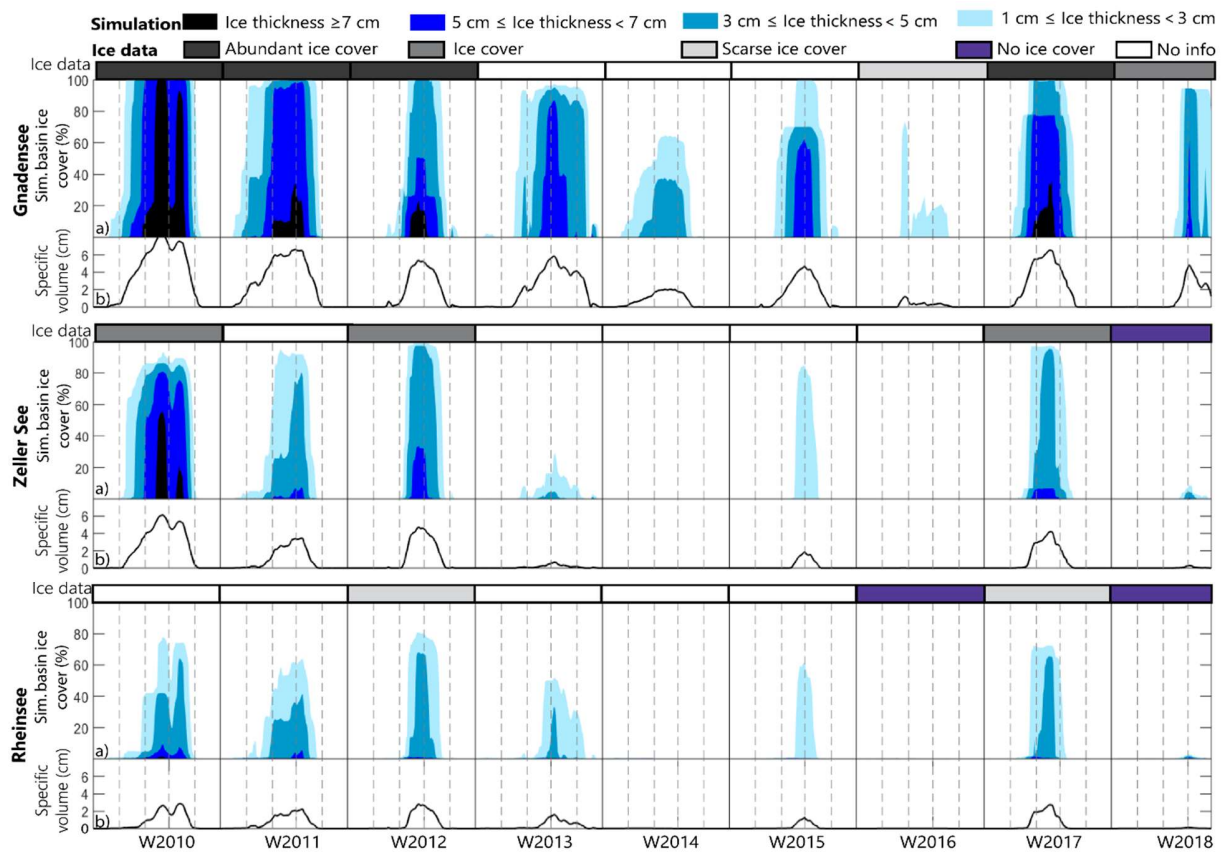 Simulation Ice thickness ≥7 cm 5 cm ≤ Ice thickness < 7 cm 3 cm ≤ Ice thickness < 5 cm 1 cm ≤ Ice thickness < 3 cm
Ice data Abundant ice cover Ice cover Scarse ice cover No ice cover No info
Ice data
Gnadensee
Sim. basin ice
cover (%)
100
80
60
40
20
a)
Specific
volume (cm)
6
4
2
0
b)
Ice data
Zeller See
Sim. basin ice
cover (%)
100
80
60
40
20
a)
Specific
volume (cm)
6
4
2
0
b)
Ice data
Rheinsee
Sim. basin ice
cover (%)
100
80
60
40
20
a)
Specific
volume (cm)
6
4
2
0
b)
W2010 W2011 W2012 W2013 W2014 W2015 W2016 W2017 W2018